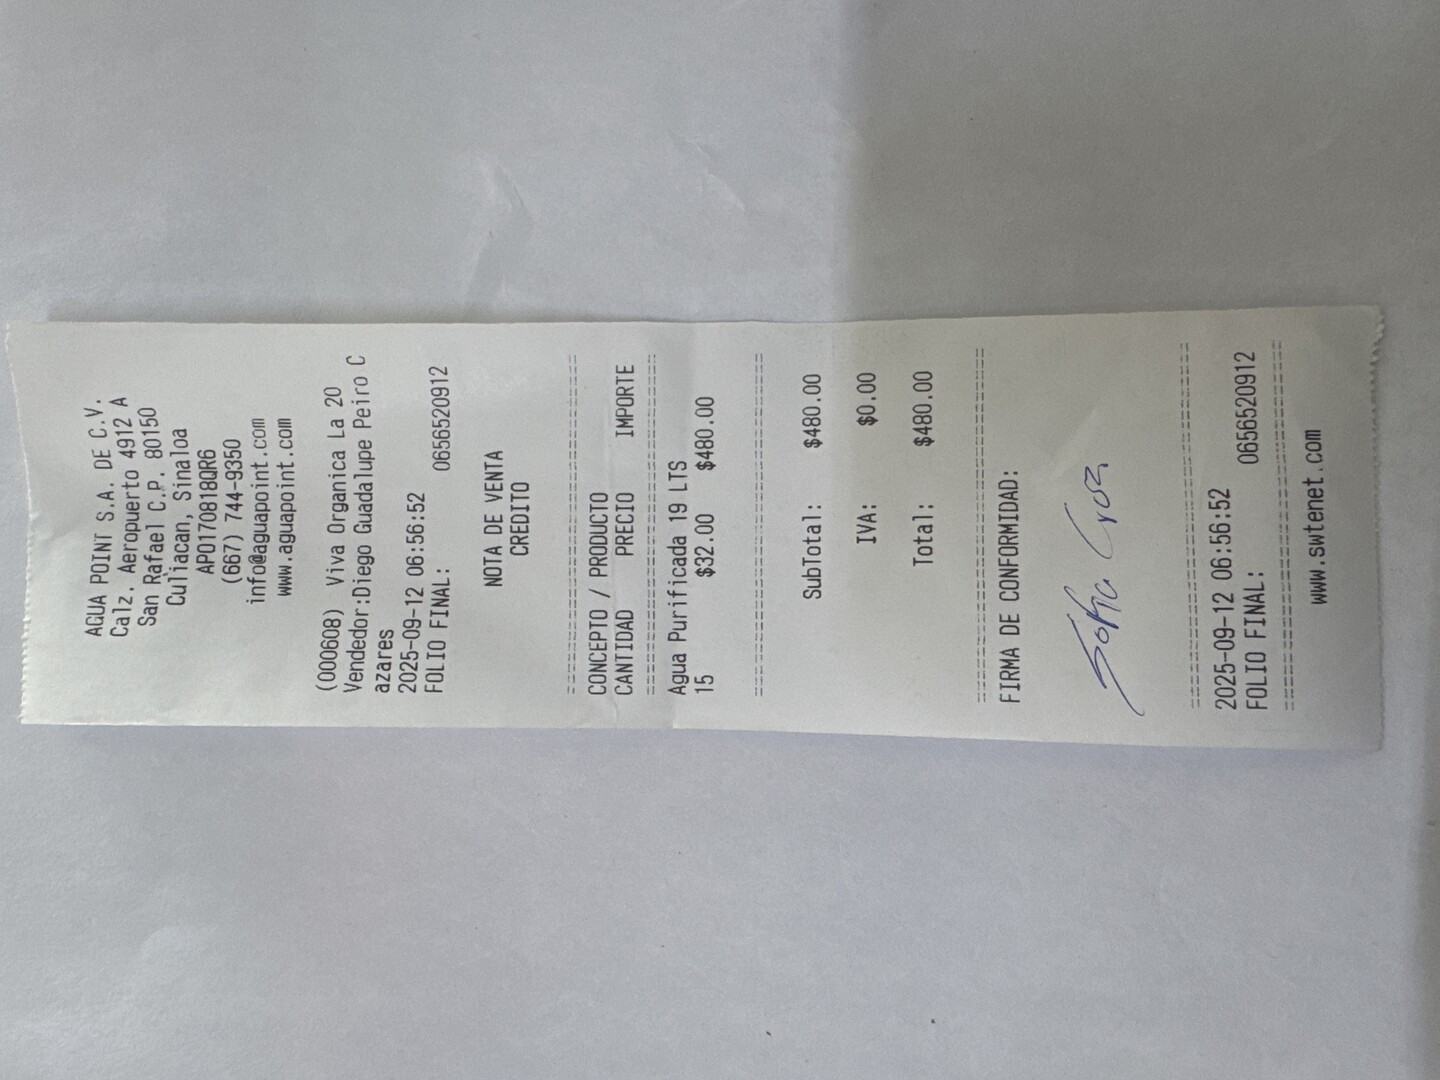 AGUA POINT S.A. DE C.V.
Calz. Aeropuerto 4912 A
San Rafael C.P. 80150
Culiacan, Sinaloa
APO170818QR6
(667) 744-9350
info@aguapoint.com
www.aguapoint.com
(000608) Viva Organica La 20
Vendedor:Diego Guadalupe Peiro C
azares
2025-09-12 06:56:52
FOLIO FINAL: 0656520912
NOTA DE VENTA
CREDITO
================================
CONCEPTO / PRODUCTO
CANTIDAD PRECIO IMPORTE
================================
Agua Purificada 19 LTS
15 $32.00 $480.00
================================
SubTotal: $480.00
IVA: $0.00
Total: $480.00
================================
FIRMA DE CONFORMIDAD:
Sofia Cruz
================================
2025-09-12 06:56:52
FOLIO FINAL: 0656520912
================================
www.swtenet.com